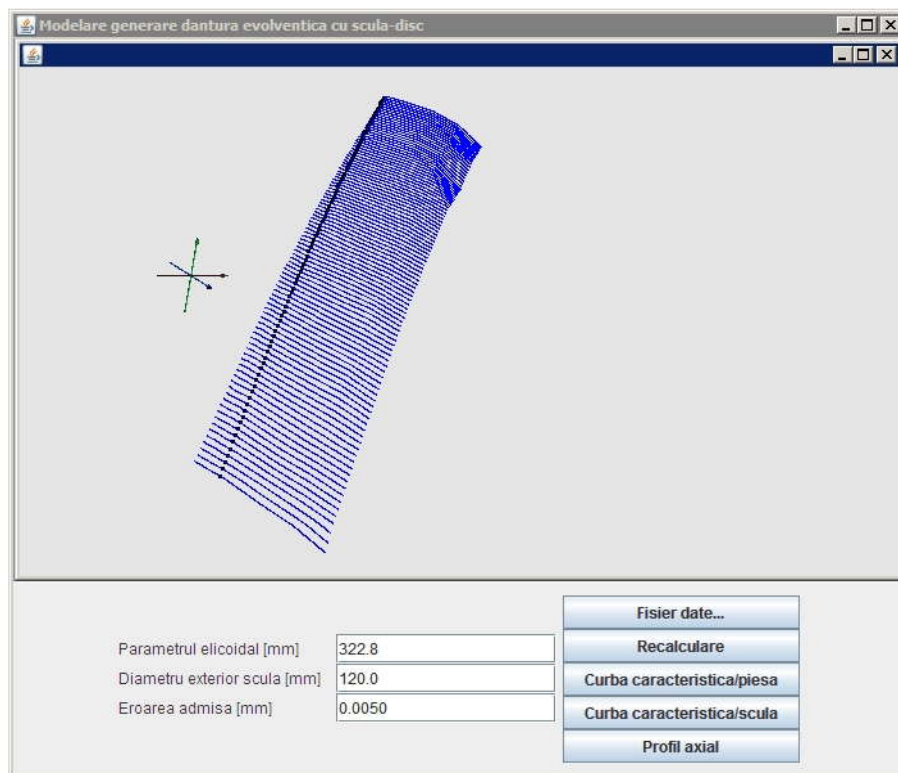 Modelare generare dantura evolventica cu scula-disc
Fisier date...
Parametrul elicoidal [mm] 322.8 Recalculare
Diametru exterior scula [mm] 120.0 Curba caracteristica/piesa
Eroarea admisa [mm] 0.0050 Curba caracteristica/scula
Profil axial